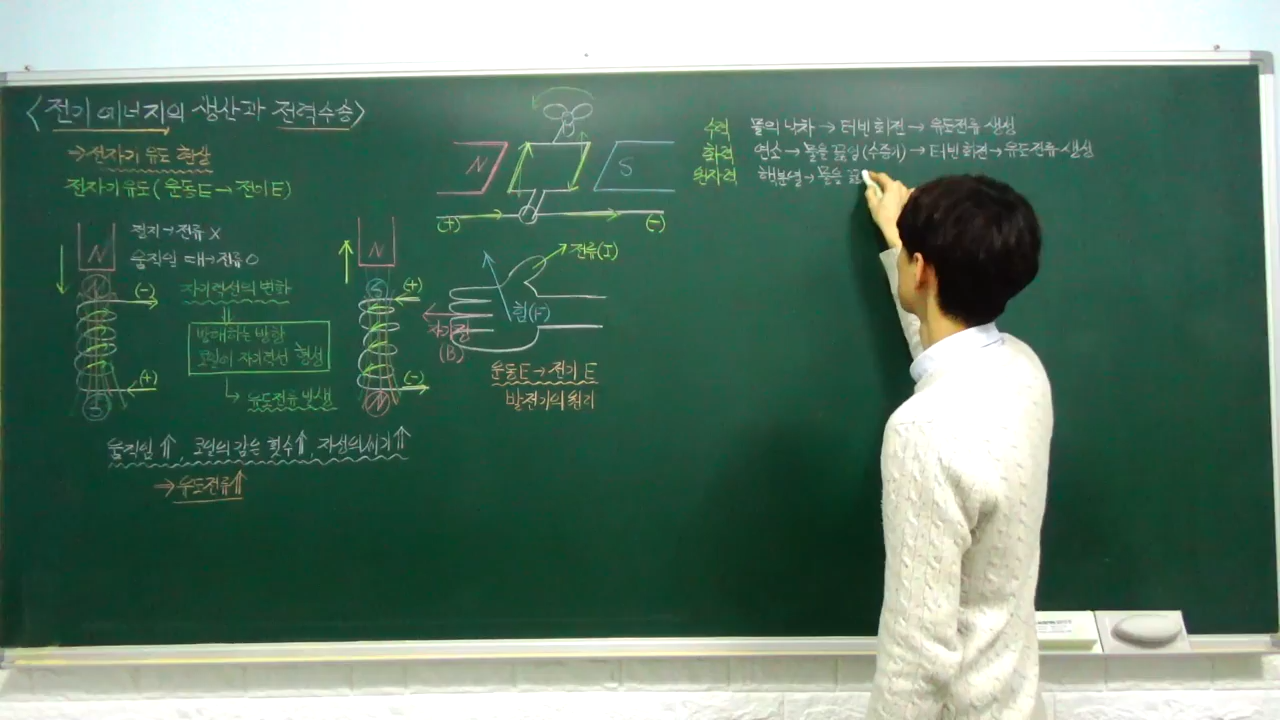 <전기 에너지의 생산과 전력수송>
→ 전자기 유도 현상
전자기유도 (운동E → 전기E)
정지 → 전류 X
움직일 때 → 전류 O
N
(-)
(+)
N
S
자기력선의 변화
방해하는 방향
코일이 자기력선 형성
↳ 유도전류 발생
N
(+)
(-)
S
N
움직임 ⇑, 코일의 감은 횟수 ⇑, 자석의 세기 ⇑
⇒ 유도전류 ⇑
N
S
(+)
(-)
전류(I)
힘(F)
자기장
(B)
운동E → 전기E
발전기의 원리
수력 물의 낙차 → 터빈 회전 → 유도전류 생성
화력 연소 → 물을 끓임 (수증기) → 터빈 회전 → 유도전류 생성
원자력 핵분열 → 물을 끓